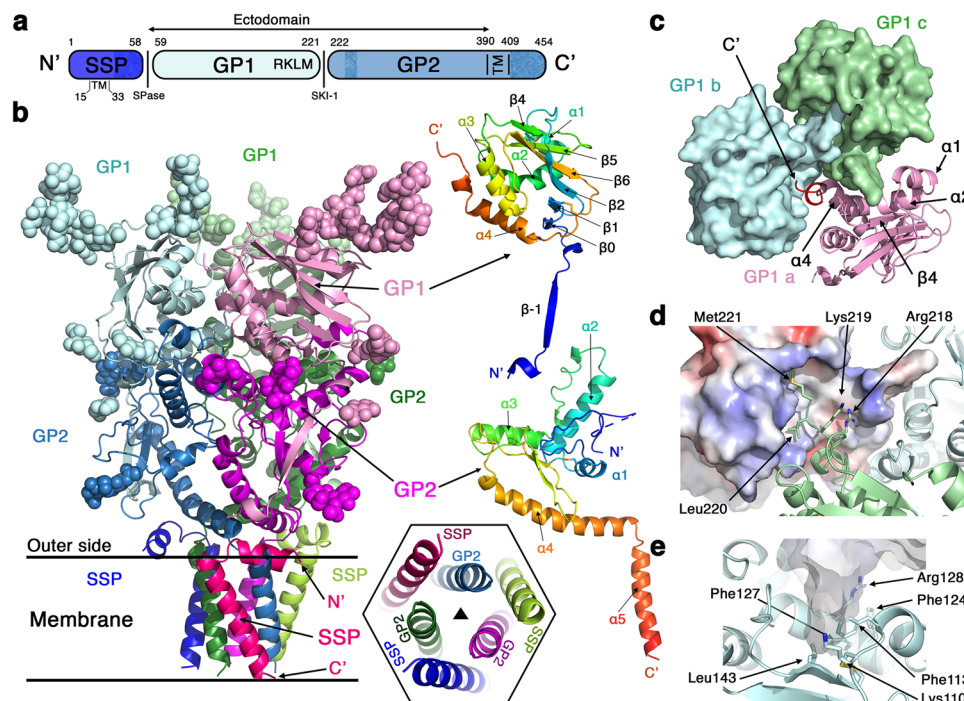 a
Ectodomain
1 58 59 221 222 390 409 454
N' SSP GP1 RKLM GP2 TM C'
TM
15 33 SPase SKI-1
b
GP1
GP1
GP1
GP2
GP2
GP2
Outer side
SSP
SSP
N'
Membrane
SSP
C'
β4
α1
α3
C'
α2
β5
β6
β2
β1
α4
β0
β-1
N'
α2
α3
N'
α1
α4
α5
C'
SSP
GP2
GP2
SSP
GP2
SSP
c
GP1 c
C'
GP1 b
α1
α2
α4
GP1 a
β4
d
Met221
Lys219
Arg218
Leu220
e
Arg128
Phe127
Phe124
Leu143
Phe113
Lys110